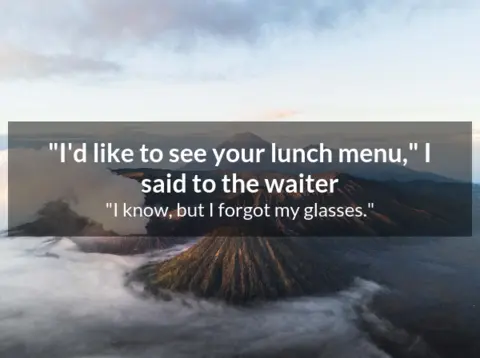 "I'd like to see your lunch menu," I
said to the waiter
"I know, but I forgot my glasses."